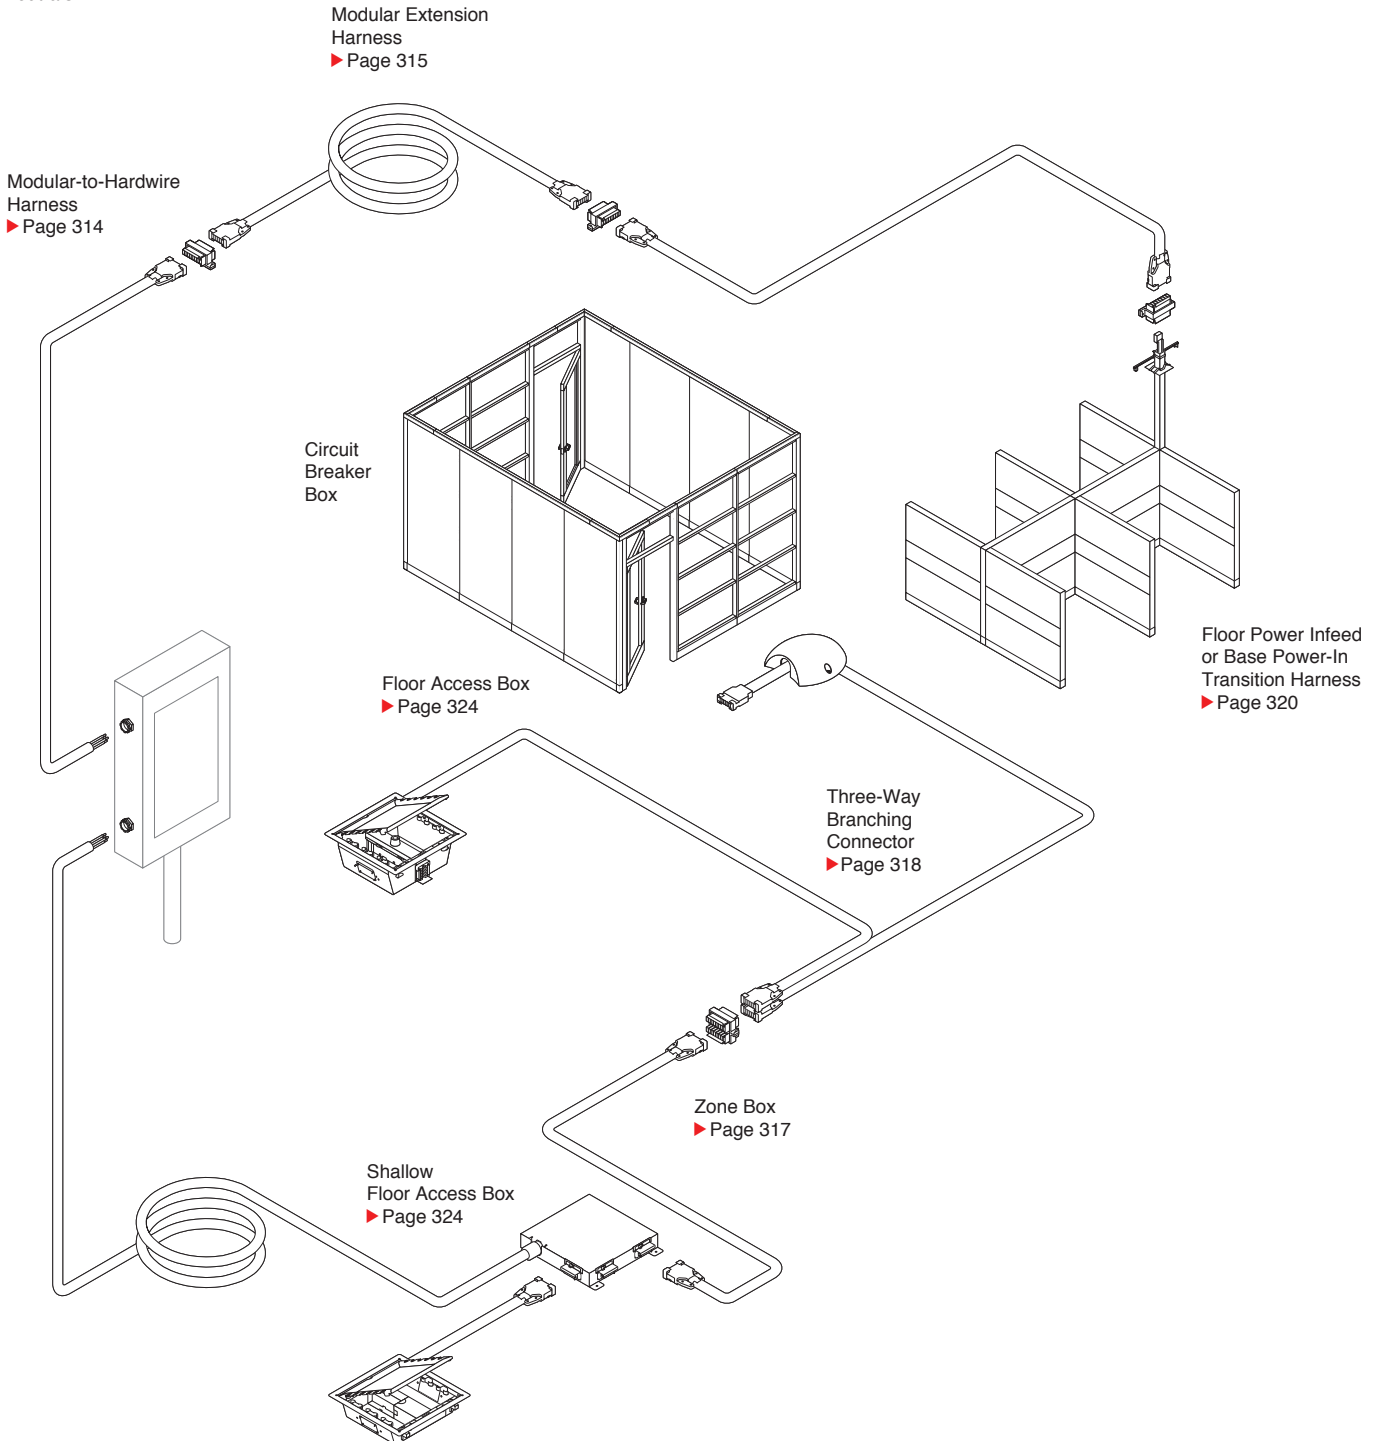 Modular Extension
Harness
▶ Page 315
Modular-to-Hardwire
Harness
▶ Page 314
Circuit
Breaker
Box
Floor Power Infeed
or Base Power-In
Transition Harness
▶ Page 320
Floor Access Box
▶ Page 324
Three-Way
Branching
Connector
▶ Page 318
Zone Box
▶ Page 317
Shallow
Floor Access Box
▶ Page 324